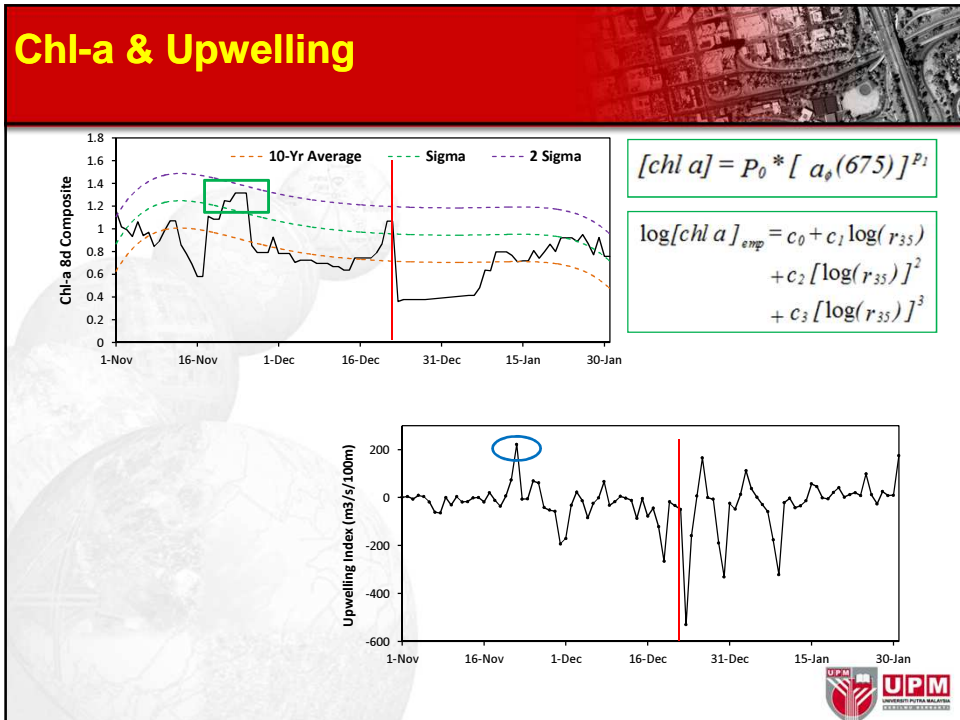 Chl-a & Upwelling
1.8
1.6
1.4
1.2
1
0.8
0.6
0.4
0.2
0
Chl-a 8d Composite
10-Yr Average
Sigma
2 Sigma
1-Nov 16-Nov 1-Dec 16-Dec 31-Dec 15-Jan 30-Jan
[chl a] = P₀ * [ a_ϕ(675)]^p₁
log[chl a]_emp = c₀ + c₁ log(r₃₅)
+ c₂ [log(r₃₅)]²
+ c₃ [log(r₃₅)]³
200
0
-200
-400
-600
Upwelling Index (m3/s/100m)
1-Nov 16-Nov 1-Dec 16-Dec 31-Dec 15-Jan 30-Jan
UPM
UPM
UNIVERSITI PUTRA MALAYSIA
BERILMU BERBAKTI